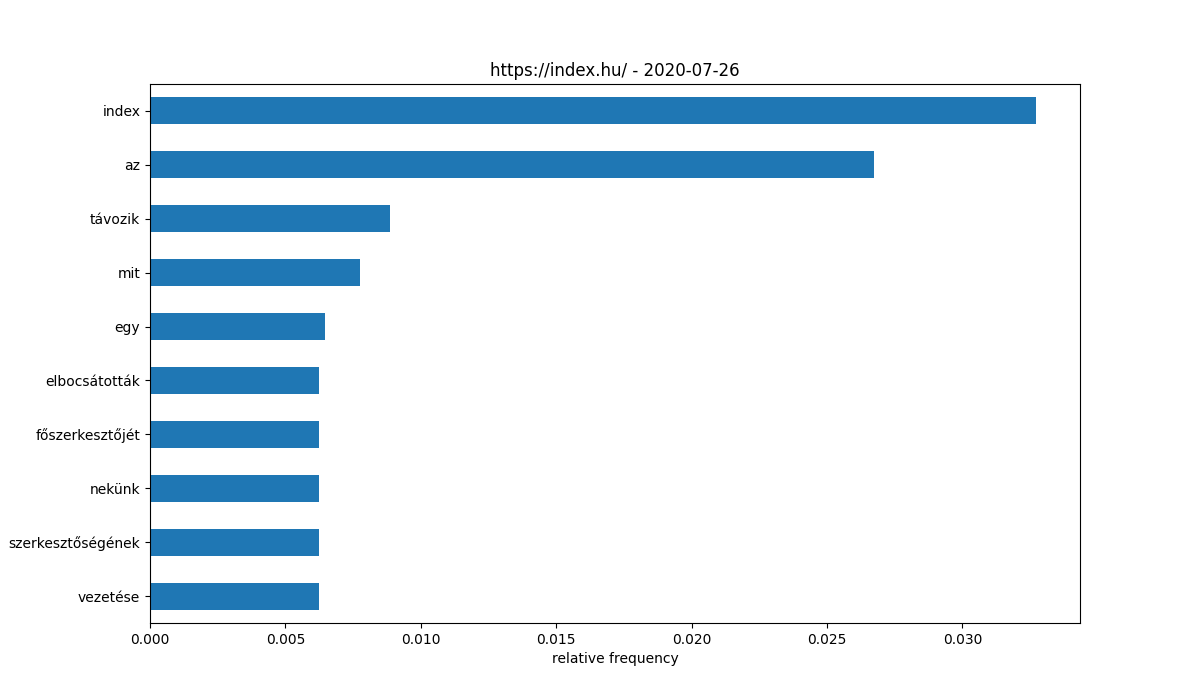 https://index.hu/ - 2020-07-26
index
az
távozik
mit
egy
elbocsátották
főszerkesztőjét
nekünk
szerkesztőségének
vezetése
0.000 0.005 0.010 0.015 0.020 0.025 0.030
relative frequency